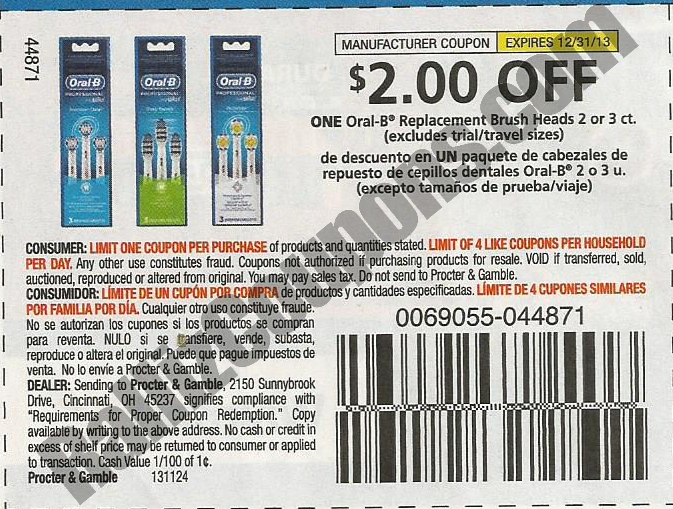 44871
MANUFACTURER COUPON EXPIRES 12/31/13
$2.00 OFF
ONE Oral-B® Replacement Brush Heads 2 or 3 ct.
(excludes trial/travel sizes)
de descuento en UN paquete de cabezales de
repuesto de cepillos dentales Oral-B® 2 o 3 u.
(excepto tamaños de prueba/viaje)
Oral-B
PROFESSIONAL
Oral-B
PROFESSIONAL
Oral-B
PROFESSIONAL
3
3
3
CONSUMER: LIMIT ONE COUPON PER PURCHASE of products and quantities stated. LIMIT OF 4 LIKE COUPONS PER HOUSEHOLD
PER DAY. Any other use constitutes fraud. Coupons not authorized if purchasing products for resale. VOID if transferred, sold,
auctioned, reproduced or altered from original. You may pay sales tax. Do not send to Procter & Gamble.
CONSUMIDOR: LÍMITE DE UN CUPÓN POR COMPRA de productos y cantidades especificadas. LÍMITE DE 4 CUPONES SIMILARES
POR FAMILIA POR DÍA. Cualquier otro uso constituye fraude.
No se autorizan los cupones si los productos se compran
para reventa. NULO si se transfiere, vende, subasta,
reproduce o altera el original. Puede que pague impuestos de
venta. No lo envíe a Procter & Gamble.
DEALER: Sending to Procter & Gamble, 2150 Sunnybrook
Drive, Cincinnati, OH 45237 signifies compliance with
"Requirements for Proper Coupon Redemption." Copy
available by writing to the above address. No cash or credit in
excess of shelf price may be returned to consumer or applied
to transaction. Cash Value 1/100 of 1¢.
Procter & Gamble 131124
0069055-044871